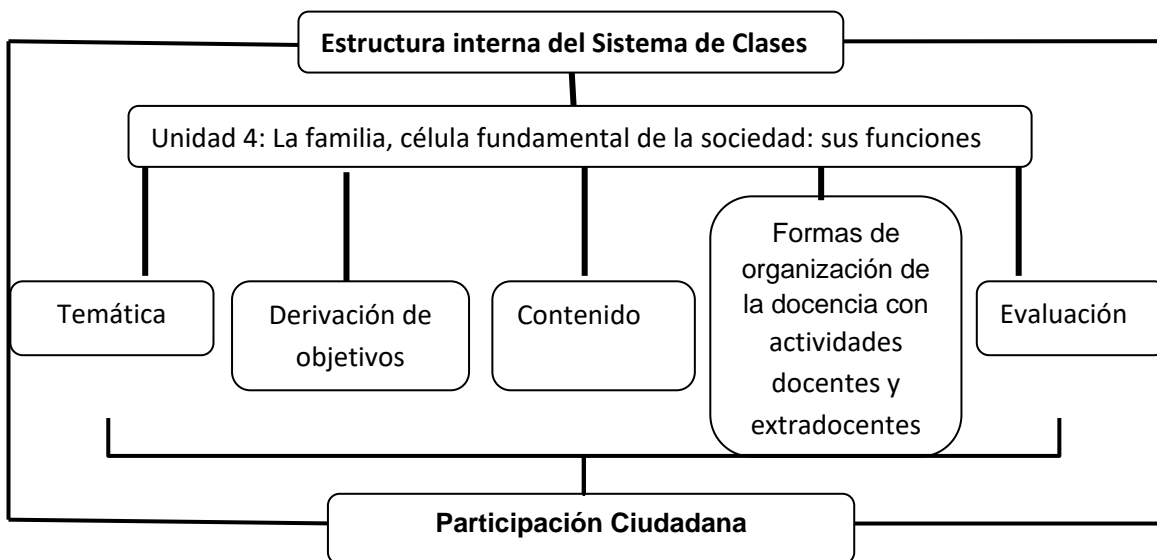 Estructura interna del Sistema de Clases
Unidad 4: La familia, célula fundamental de la sociedad: sus funciones
Temática
Derivación de
objetivos
Contenido
Formas de
organización de
la docencia con
actividades
docentes y
extradocentes
Evaluación
Participación Ciudadana